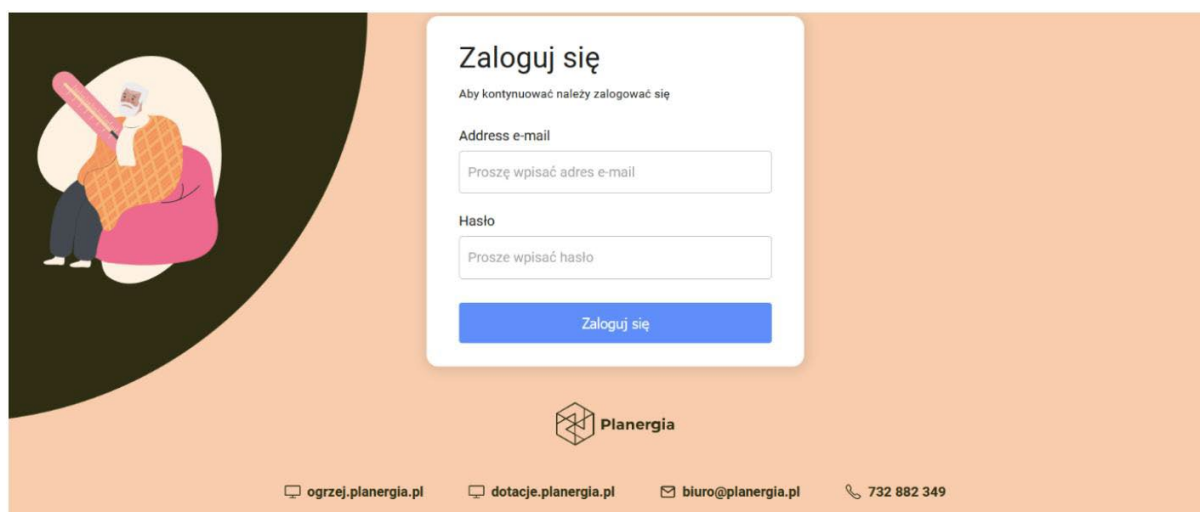 Zaloguj się
Aby kontynuować należy zalogować się
Address e-mail
Proszę wpisać adres e-mail
Hasło
Prosze wpisać hasło
Zaloguj się
Planergia
ogrzej.planergia.pl dotacje.planergia.pl biuro@planergia.pl 732 882 349